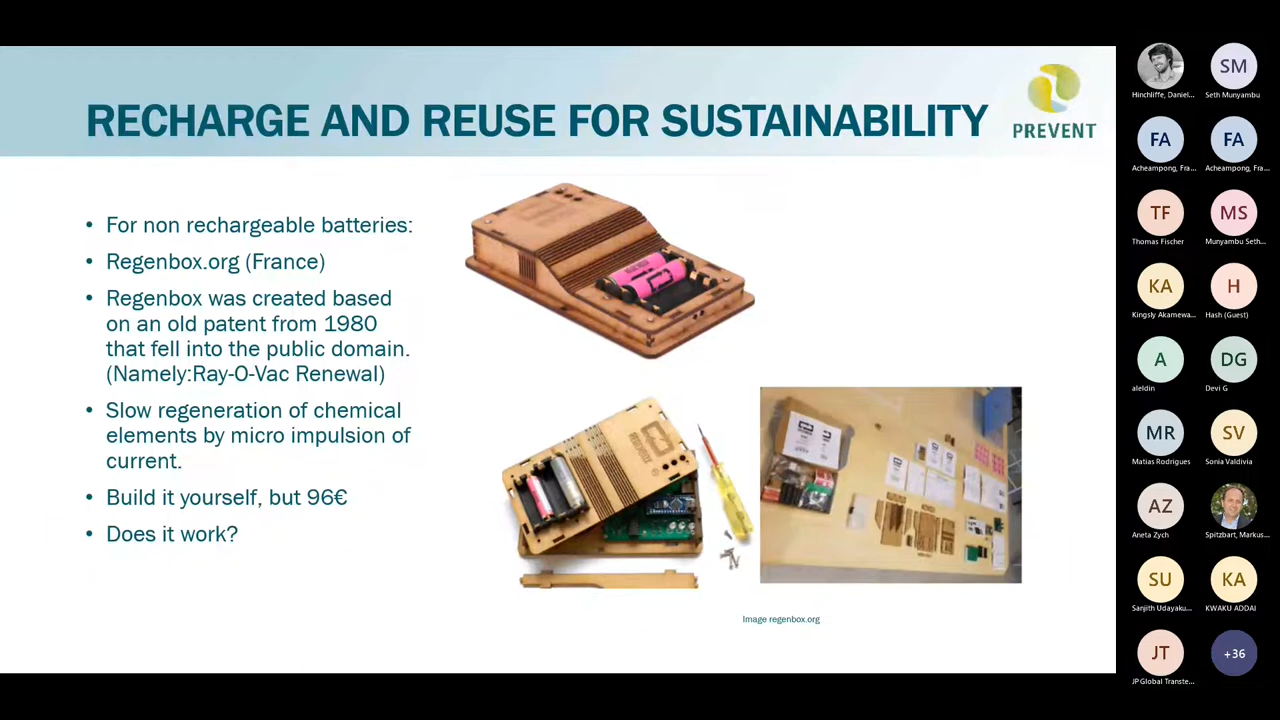 RECHARGE AND REUSE FOR SUSTAINABILITY
PREVENT
• For non rechargeable batteries:
• Regenbox.org (France)
• Regenbox was created based
on an old patent from 1980
that fell into the public domain.
(Namely:Ray-O-Vac Renewal)
• Slow regeneration of chemical
elements by micro impulsion of
current.
• Build it yourself, but 96€
• Does it work?
Image regenbox.org
Hinchliffe, Daniel...
SM
Seth Munyambu
FA
Acheampong, Fra...
FA
Acheampong, Fra...
TF
Thomas Fischer
MS
Munyambu Seth...
KA
Kingsly Akamewa...
H
Hash (Guest)
A
aleldin
DG
Devi G
MR
Matias Rodrigues
SV
Sonia Valdivia
AZ
Aneta Zych
Spitzbart, Markus...
SU
Sanjith Udayaku...
KA
KWAKU ADDAI
JT
JP Global Transte...
+36